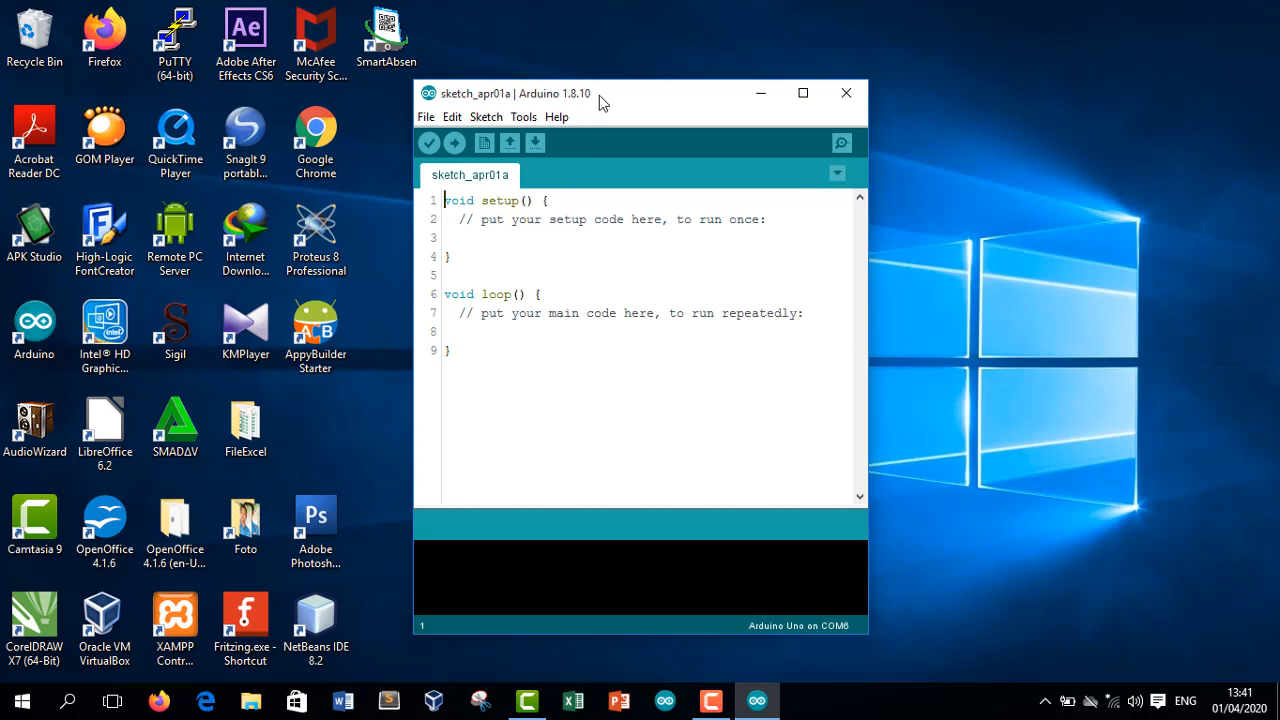 Recycle Bin
Firefox
PuTTY
(64-bit)
Adobe After
Effects CS6
McAfee
Security Sc...
SmartAbsen
Acrobat
Reader DC
GOM Player
QuickTime
Player
SnagIt 9
portabl...
Google
Chrome
APK Studio
High-Logic
FontCreator
Remote PC
Server
Internet
Downlo...
Proteus 8
Professional
Arduino
Intel® HD
Graphic...
Sigil
KMPlayer
AppyBuilder
Starter
AudioWizard
LibreOffice
6.2
SMADΔV
FileExcel
Camtasia 9
OpenOffice
4.1.6
OpenOffice
4.1.6 (en-U...
Foto
Adobe
Photosh...
CorelDRAW
X7 (64-Bit)
Oracle VM
VirtualBox
XAMPP
Contr...
Fritzing.exe -
Shortcut
NetBeans IDE
8.2
sketch_apr01a | Arduino 1.8.10
File Edit Sketch Tools Help
sketch_apr01a
1 void setup() {
2 // put your setup code here, to run once:
3
4 }
5
6 void loop() {
7 // put your main code here, to run repeatedly:
8
9 }
1 Arduino Uno on COM6
ENG
13:41
01/04/2020